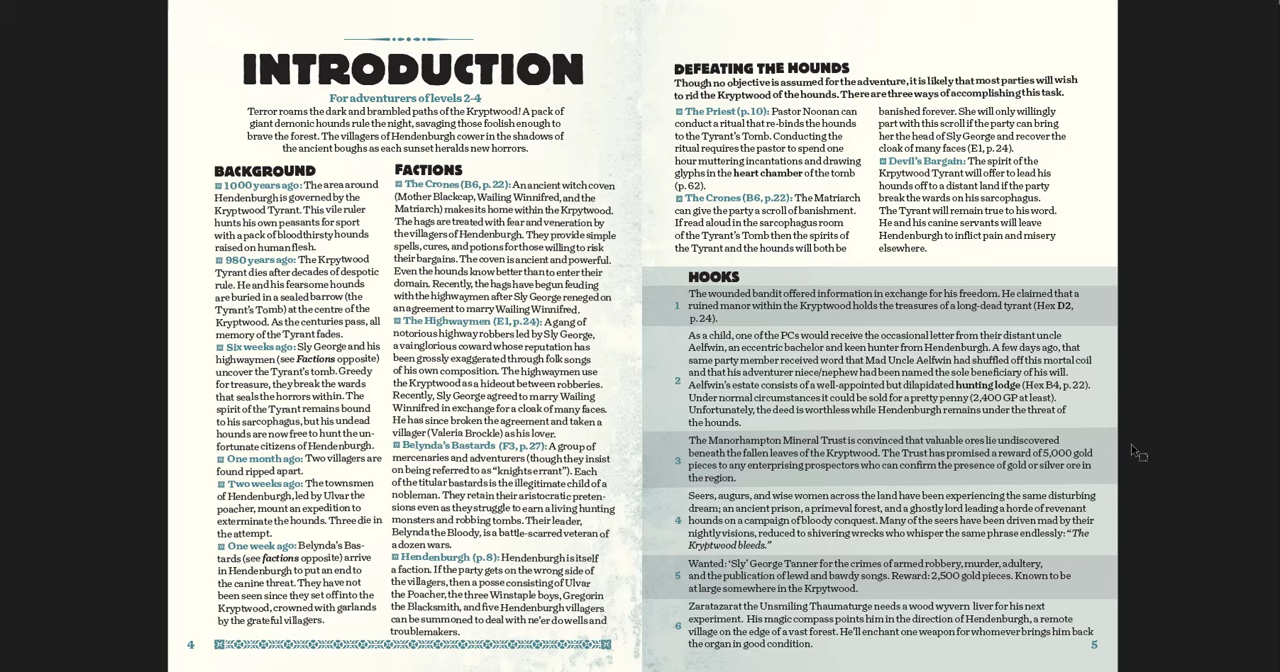 INTRODUCTION
For adventurers of levels 2-4
Terror roams the dark and brambled paths of the Kryptwood! A pack of
giant demonic hounds rule the night, savaging those foolish enough to
brave the forest. The villagers of Hendenburgh cower in the shadows of
the ancient boughs as each sunset heralds new horrors.
BACKGROUND
1000 years ago: The area around
Hendenburgh is governed by the
Kryptwood Tyrant. This vile ruler
hunts his own peasants for sport
with a pack of bloodthirsty hounds
raised on human flesh.
980 years ago: The Krpytwood
Tyrant dies after decades of despotic
rule. He and his fearsome hounds
are buried in a sealed barrow (the
Tyrant's Tomb) at the centre of the
Kryptwood. As the centuries pass, all
memory of the Tyrant fades.
Six weeks ago: Sly George and his
highwaymen (see Factions opposite)
uncover the Tyrant's tomb. Greedy
for treasure, they break the wards
that seals the horrors within. The
spirit of the Tyrant remains bound
to his sarcophagus, but his undead
hounds are now free to hunt the un-
fortunate citizens of Hendenburgh.
One month ago: Two villagers are
found ripped apart.
Two weeks ago: The townsmen
of Hendenburgh, led by Ulvar the
poacher, mount an expedition to
exterminate the hounds. Three die in
the attempt.
One week ago: Belynda's Bas-
tards (see factions opposite) arrive
in Hendenburgh to put an end to
the canine threat. They have not
been seen since they set off into the
Kryptwood, crowned with garlands
by the grateful villagers.
4
FACTIONS
The Crones (B6, p.22): An ancient witch coven
(Mother Blackcap, Wailing Winnifred, and the
Matriarch) makes its home within the Krpytwood.
The hags are treated with fear and veneration by
the villagers of Hendenburgh. They provide simple
spells, cures, and potions for those willing to risk
their bargains. The coven is ancient and powerful.
Even the hounds know better than to enter their
domain. Recently, the hags have begun feuding
with the highwaymen after Sly George reneged on
an agreement to marry Wailing Winnifred.
The Highwaymen (E1, p.24): A gang of
notorious highway robbers led by Sly George,
a vainglorious coward whose reputation has
been grossly exaggerated through folk songs
of his own composition. The highwaymen use
the Kryptwood as a hideout between robberies.
Recently, Sly George agreed to marry Wailing
Winnifred in exchange for a cloak of many faces.
He has since broken the agreement and taken a
villager (Valeria Brockle) as his lover.
Belynda's Bastards (F3, p.27): A group of
mercenaries and adventurers (though they insist
on being referred to as "knights errant"). Each
of the titular bastards is the illegitimate child of a
nobleman. They retain their aristocratic preten-
sions even as they struggle to earn a living hunting
monsters and robbing tombs. Their leader,
Belynda the Bloody, is a battle-scarred veteran of
a dozen wars.
Hendenburgh (p.8): Hendenburgh is itself
a faction. If the party gets on the wrong side of
the villagers, then a posse consisting of Ulvar
the Poacher, the three Winstaple boys, Gregorin
the Blacksmith, and five Hendenburgh villagers
can be summoned to deal with ne'er do wells and
troublemakers.
DEFEATING THE HOUNDS
Though no objective is assumed for the adventure, it is likely that most parties will wish
to rid the Kryptwood of the hounds. There are three ways of accomplishing this task.
The Priest (p.10): Pastor Noonan can
conduct a ritual that re-binds the hounds
to the Tyrant's Tomb. Conducting the
ritual requires the pastor to spend one
hour muttering incantations and drawing
glyphs in the heart chamber of the tomb
(p. 62).
The Crones (B6, p.22): The Matriarch
can give the party a scroll of banishment.
If read aloud in the sarcophagus room
of the Tyrant's Tomb then the spirits of
the Tyrant and the hounds will both be
banished forever. She will only willingly
part with this scroll if the party can bring
her the head of Sly George and recover the
cloak of many faces (E1, p.24).
Devil's Bargain: The spirit of the
Krpytwood Tyrant will offer to lead his
hounds off to a distant land if the party
break the wards on his sarcophagus.
The Tyrant will remain true to his word.
He and his canine servants will leave
Hendenburgh to inflict pain and misery
elsewhere.
HOOKS
1 The wounded bandit offered information in exchange for his freedom. He claimed that a
ruined manor within the Kryptwood holds the treasures of a long-dead tyrant (Hex D2,
p.24).
2 As a child, one of the PCs would receive the occasional letter from their distant uncle
Aelfwin, an eccentric bachelor and keen hunter from Hendenburgh. A few days ago, that
same party member received word that Mad Uncle Aelfwin had shuffled off this mortal coil
and that his adventurer niece/nephew had been named the sole beneficiary of his will.
Aelfwin's estate consists of a well-appointed but dilapidated hunting lodge (Hex B4, p.22).
Under normal circumstances it could be sold for a pretty penny (2,400 GP at least).
Unfortunately, the deed is worthless while Hendenburgh remains under the threat of
the hounds.
3 The Manorhampton Mineral Trust is convinced that valuable ores lie undiscovered
beneath the fallen leaves of the Kryptwood. The Trust has promised a reward of 5,000 gold
pieces to any enterprising prospectors who can confirm the presence of gold or silver ore in
the region.
4 Seers, augurs, and wise women across the land have been experiencing the same disturbing
dream; an ancient prison, a primeval forest, and a ghostly lord leading a horde of revenant
hounds on a campaign of bloody conquest. Many of the seers have been driven mad by their
nightly visions, reduced to shivering wrecks who whisper the same phrase endlessly: "The
Kryptwood bleeds."
5 Wanted: 'Sly' George Tanner for the crimes of armed robbery, murder, adultery,
and the publication of lewd and bawdy songs. Reward: 2,500 gold pieces. Known to be
at large somewhere in the Krpytwood.
6 Zaratazarat the Unsmiling Thaumaturge needs a wood wyvern liver for his next
experiment. His magic compass points him in the direction of Hendenburgh, a remote
village on the edge of a vast forest. He'll enchant one weapon for whomever brings him back
the organ in good condition.
5